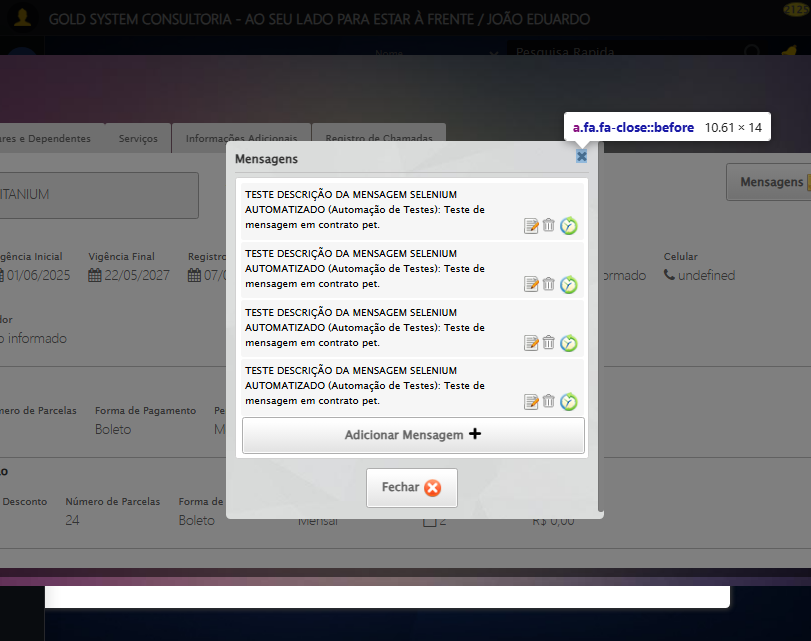 GOLD SYSTEM CONSULTORIA - AO SEU LADO PARA ESTAR À FRENTE / JOÃO EDUARDO
2125
Nome
Pesquisa Rapida
a.fa.fa-close::before 10.61 × 14
ares e Dependentes
Serviços
Informações Adicionais
Registro de Chamadas
Mensagens
ITANIUM
Mensagens
TESTE DESCRIÇÃO DA MENSAGEM SELENIUM
AUTOMATIZADO (Automação de Testes): Teste de
mensagem em contrato pet.
TESTE DESCRIÇÃO DA MENSAGEM SELENIUM
AUTOMATIZADO (Automação de Testes): Teste de
mensagem em contrato pet.
TESTE DESCRIÇÃO DA MENSAGEM SELENIUM
AUTOMATIZADO (Automação de Testes): Teste de
mensagem em contrato pet.
TESTE DESCRIÇÃO DA MENSAGEM SELENIUM
AUTOMATIZADO (Automação de Testes): Teste de
mensagem em contrato pet.
Adicionar Mensagem
Fechar
gência Inicial Vigência Final Registro Celular
01/06/2025 22/05/2027 07/0 ormado undefined
dor
o informado
mero de Parcelas Forma de Pagamento Pe
Boleto M
o
Desconto Número de Parcelas Forma de
24 Boleto Mensal 2 R$ 0,00